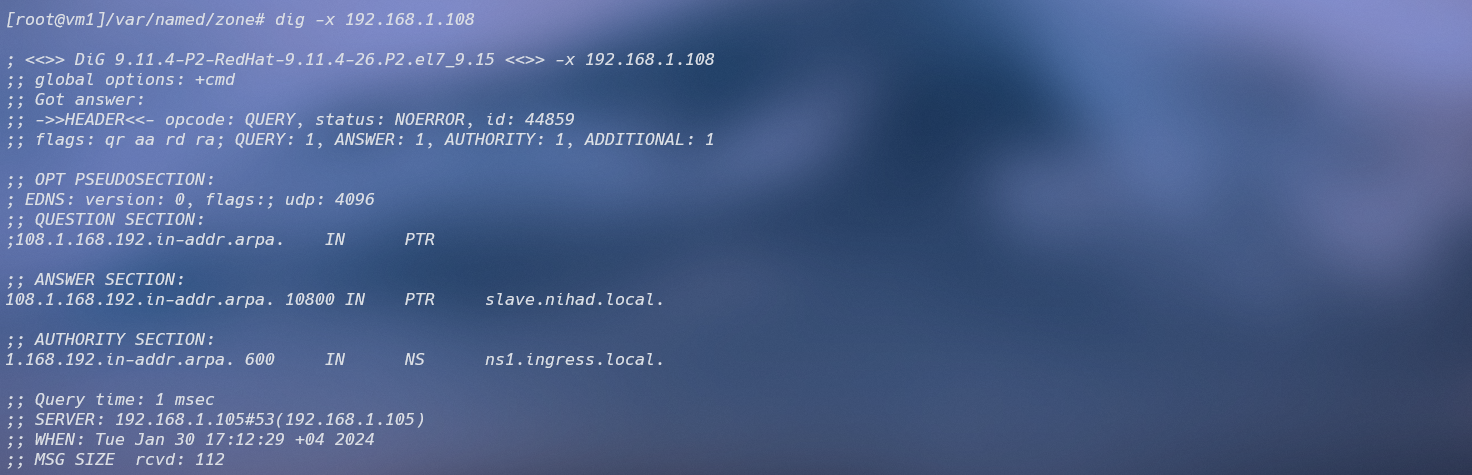 [root@vm1]/var/named/zone# dig -x 192.168.1.108

; <<>> DiG 9.11.4-P2-RedHat-9.11.4-26.P2.el7_9.15 <<>> -x 192.168.1.108
;; global options: +cmd
;; Got answer:
;; ->>HEADER<<- opcode: QUERY, status: NOERROR, id: 44859
;; flags: qr aa rd ra; QUERY: 1, ANSWER: 1, AUTHORITY: 1, ADDITIONAL: 1

;; OPT PSEUDOSECTION:
; EDNS: version: 0, flags:; udp: 4096
;; QUESTION SECTION:
;108.1.168.192.in-addr.arpa.    IN      PTR

;; ANSWER SECTION:
108.1.168.192.in-addr.arpa. 10800 IN    PTR     slave.nihad.local.

;; AUTHORITY SECTION:
1.168.192.in-addr.arpa. 600     IN      NS      ns1.ingress.local.

;; Query time: 1 msec
;; SERVER: 192.168.1.105#53(192.168.1.105)
;; WHEN: Tue Jan 30 17:12:29 +04 2024
;; MSG SIZE  rcvd: 112